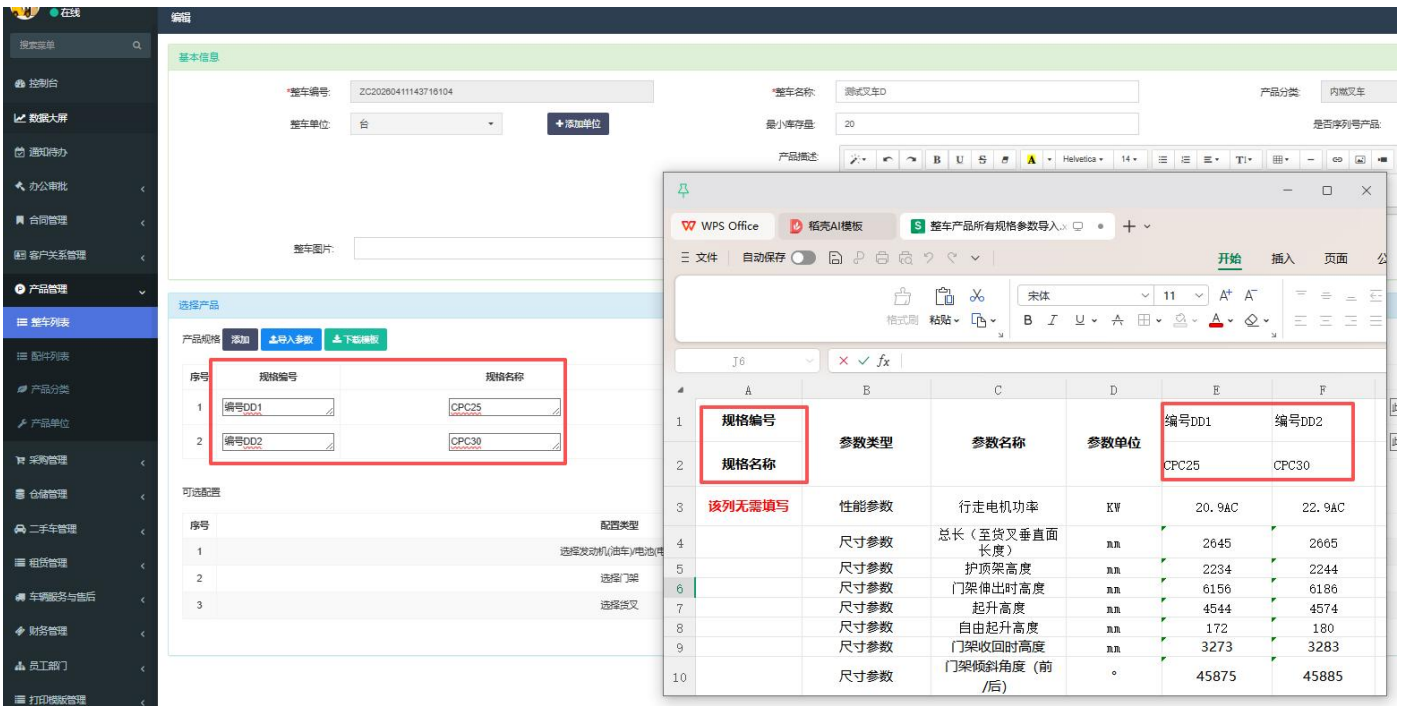 在线
编辑
搜索菜单
基本信息
控制台
*整车编号:
ZC20260411143716104
*整车名称:
测试叉车D
产品分类:
内燃叉车
数据大屏
整车单位:
台
+添加单位
最小库存量:
20
是否序列号产品:
通知待办
产品描述:
B U S A Helvetica 14
办公审批
合同管理
客户关系管理
整车图片:
产品管理
选择产品
整车列表
产品规格 添加 导入参数 下载模板
配件列表
序号 规格编号 规格名称
产品分类
1 编号DD1 CPC25
产品单位
2 编号DD2 CPC30
采购管理
仓储管理
可选配置
二手车管理
序号 配置类型
租赁管理
1 选择发动机(油车)/电池(电
2 选择门架
车辆服务与售后
3 选择货叉
财务管理
员工部门
打印模版管理
WPS Office
稻壳AI模板
整车产品所有规格参数导入.x
三 文件 自动保存
开始 插入 页面 公
格式刷 粘贴
宋体 11 A+ A-
B I U A A
J6 fx
A B C D E F
1 规格编号 参数类型 参数名称 参数单位 编号DD1 编号DD2
2 规格名称 CPC25 CPC30
3 该列无需填写 性能参数 行走电机功率 KW 20.9AC 22.9AC
4 尺寸参数 总长（至货叉垂直面
长度） mm 2645 2665
5 尺寸参数 护顶架高度 mm 2234 2244
6 尺寸参数 门架伸出时高度 mm 6156 6186
7 尺寸参数 起升高度 mm 4544 4574
8 尺寸参数 自由起升高度 mm 172 180
9 尺寸参数 门架收回时高度 mm 3273 3283
10 尺寸参数 门架倾斜角度（前
/后） ° 45875 45885